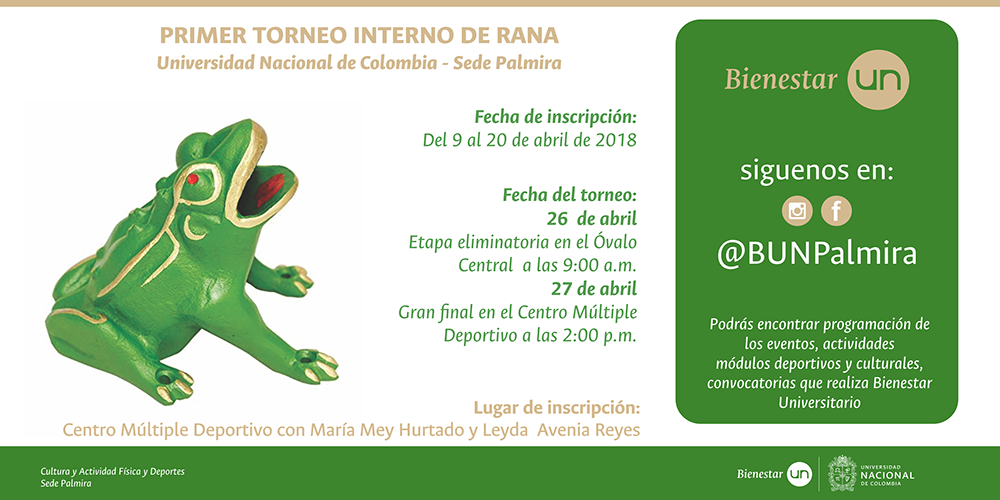 PRIMER TORNEO INTERNO DE RANA
Universidad Nacional de Colombia - Sede Palmira
Fecha de inscripción:
Del 9 al 20 de abril de 2018
Fecha del torneo:
26 de abril
Etapa eliminatoria en el Óvalo
Central a las 9:00 a.m.
27 de abril
Gran final en el Centro Múltiple
Deportivo a las 2:00 p.m.
Lugar de inscripción:
Centro Múltiple Deportivo con María Mey Hurtado y Leyda Avenia Reyes
Bienestar un
siguenos en:
f
@BUNPalmira
Podrás encontrar programación de
los eventos, actividades
módulos deportivos y culturales,
convocatorias que realiza Bienestar
Universitario
Cultura y Actividad Física y Deportes
Sede Palmira
Bienestar un
UNIVERSIDAD
NACIONAL
DE COLOMBIA